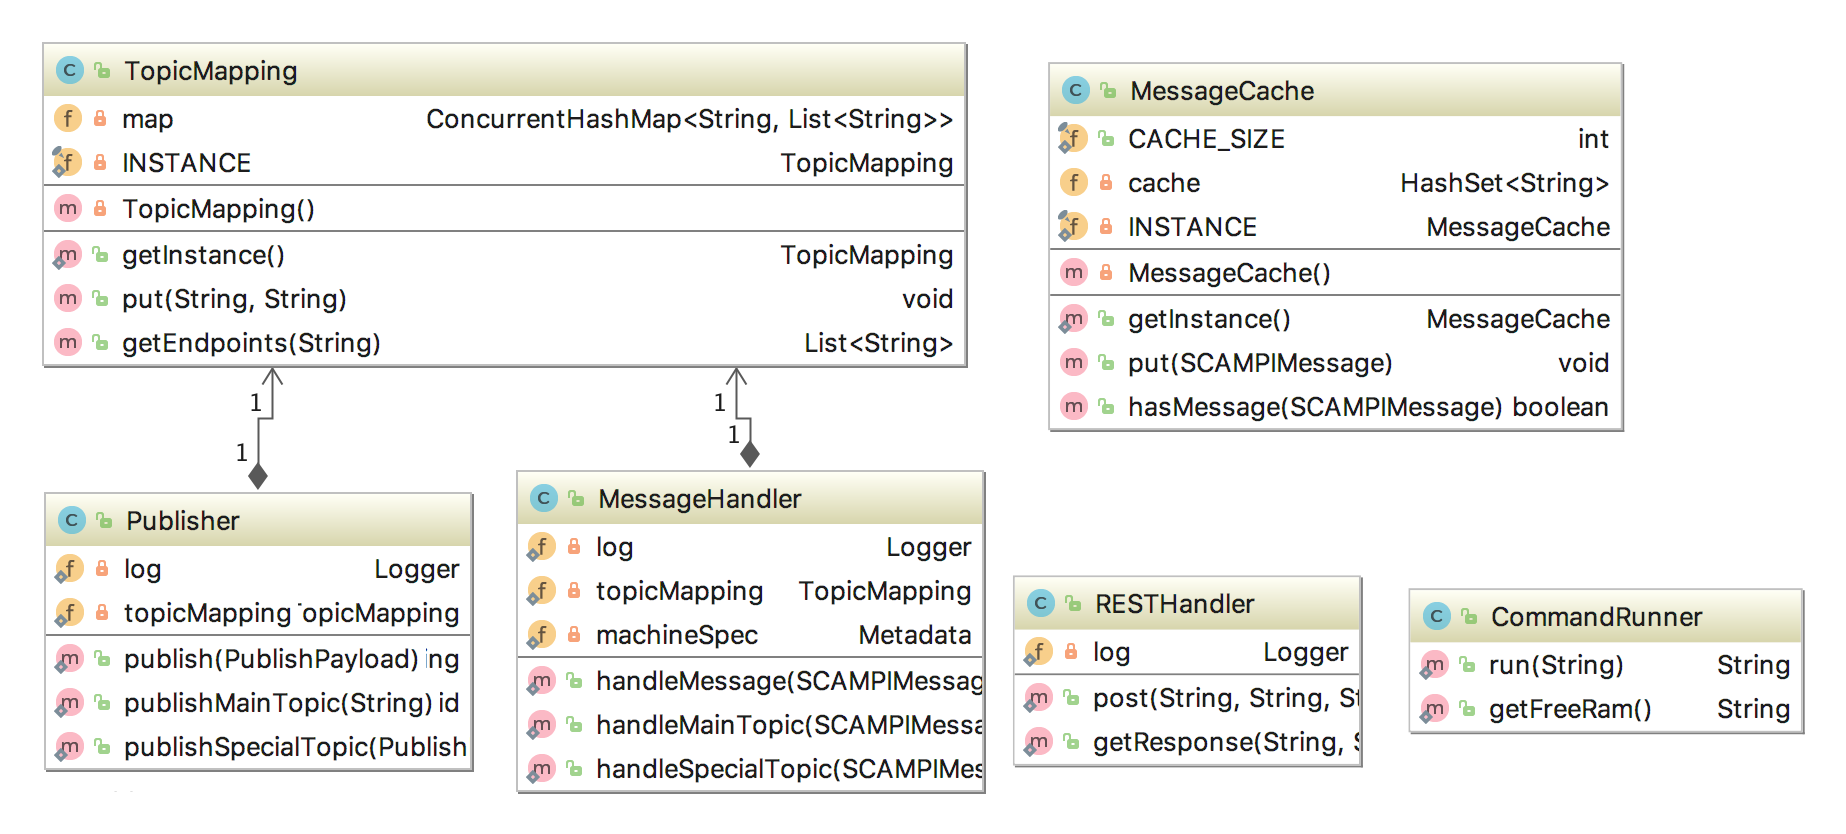 C TopicMapping
f map ConcurrentHashMap<String, List<String>>
f INSTANCE TopicMapping
m TopicMapping()
m getInstance() TopicMapping
m put(String, String) void
m getEndpoints(String) List<String>
C MessageCache
f CACHE_SIZE int
f cache HashSet<String>
f INSTANCE MessageCache
m MessageCache()
m getInstance() MessageCache
m put(SCAMPIMessage) void
m hasMessage(SCAMPIMessage) boolean
1
1
1
1
C Publisher
f log Logger
f topicMapping opicMapping
m publish(PublishPayload) ing
m publishMainTopic(String) id
m publishSpecialTopic(Publish
C MessageHandler
f log Logger
f topicMapping TopicMapping
f machineSpec Metadata
m handleMessage(SCAMPIMessag
m handleMainTopic(SCAMPIMessa
m handleSpecialTopic(SCAMPIMes
C RESTHandler
f log Logger
m post(String, String, St
m getResponse(String, S
C CommandRunner
m run(String) String
m getFreeRam() String